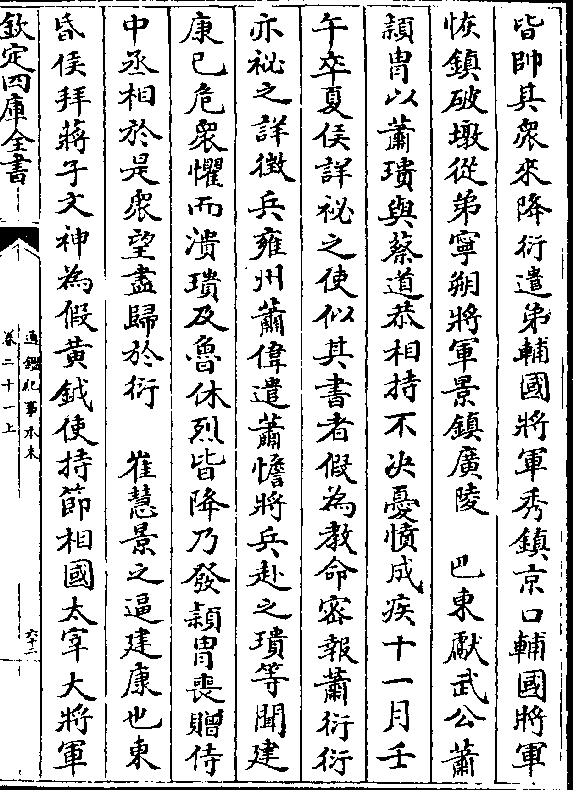 皆帥其衆來降衍遣弟輔國將軍秀鎮京口輔國將軍
恢鎮破墩從弟寧朔將軍景鎮廣陵　巴東獻武公蕭
穎胄以蕭璝與蔡道恭相持不决憂憤成疾十一月壬
午卒夏侯詳祕之使似其書者假為教命密報蕭衍衍
亦祕之詳徵兵雍州蕭偉遣蕭憺將兵赴之璝等聞建
康已危衆懼而潰璝及魯休烈皆降乃發穎胄喪贈侍
中丞相於是衆望盡歸於衍　崔慧景之逼建康也東
昏侯拜蔣子文神為假黃鉞使持節相國太宰大將軍
欽定四庫全書
通鑑紀事本末
卷二十一上
六十二